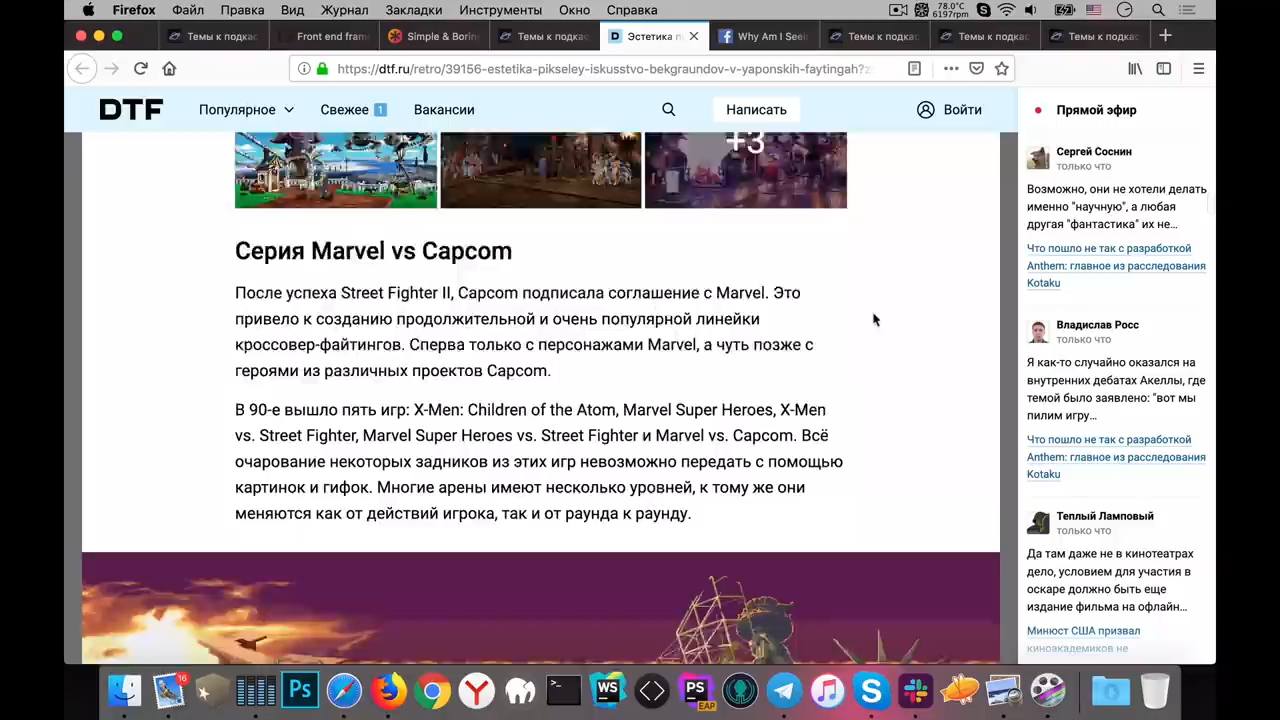 Firefox Файл Правка Вид Журнал Закладки Инструменты Окно Справка
78.0°C
6197rpm
Темы к подкас
Front end fram
Simple & Borin
Темы к подкас
Эстетика п
Why Am I Seei
Темы к подкас
Темы к подкас
Темы к подкас
https://dtf.ru/retro/39156-estetika-pikseley-iskusstvo-bekgraundov-v-yaponskih-faytingah?
DTF Популярное Свежее 1 Вакансии Написать Войти
Прямой эфир
+3
Серия Marvel vs Capcom
После успеха Street Fighter II, Capcom подписала соглашение с Marvel. Это
привело к созданию продолжительной и очень популярной линейки
кроссовер-файтингов. Сперва только с персонажами Marvel, а чуть позже с
героями из различных проектов Capcom.
В 90-е вышло пять игр: X-Men: Children of the Atom, Marvel Super Heroes, X-Men
vs. Street Fighter, Marvel Super Heroes vs. Street Fighter и Marvel vs. Capcom. Всё
очарование некоторых задников из этих игр невозможно передать с помощью
картинок и гифок. Многие арены имеют несколько уровней, к тому же они
меняются как от действий игрока, так и от раунда к раунду.
Сергей Соснин
только что
Возможно, они не хотели делать
именно "научную", а любая
другая "фантастика" их не...
Что пошло не так с разработкой
Anthem: главное из расследования
Kotaku
Владислав Росс
только что
Я как-то случайно оказался на
внутренних дебатах Акеллы, где
темой было заявлено: "вот мы
пилим игру...
Что пошло не так с разработкой
Anthem: главное из расследования
Kotaku
Теплый Ламповый
только что
Да там даже не в кинотеатрах
дело, условием для участия в
оскаре должно быть еще
издание фильма на офлайн...
Минюст США призвал
киноакадемиков не
16
Ps
WS
PS
EAP